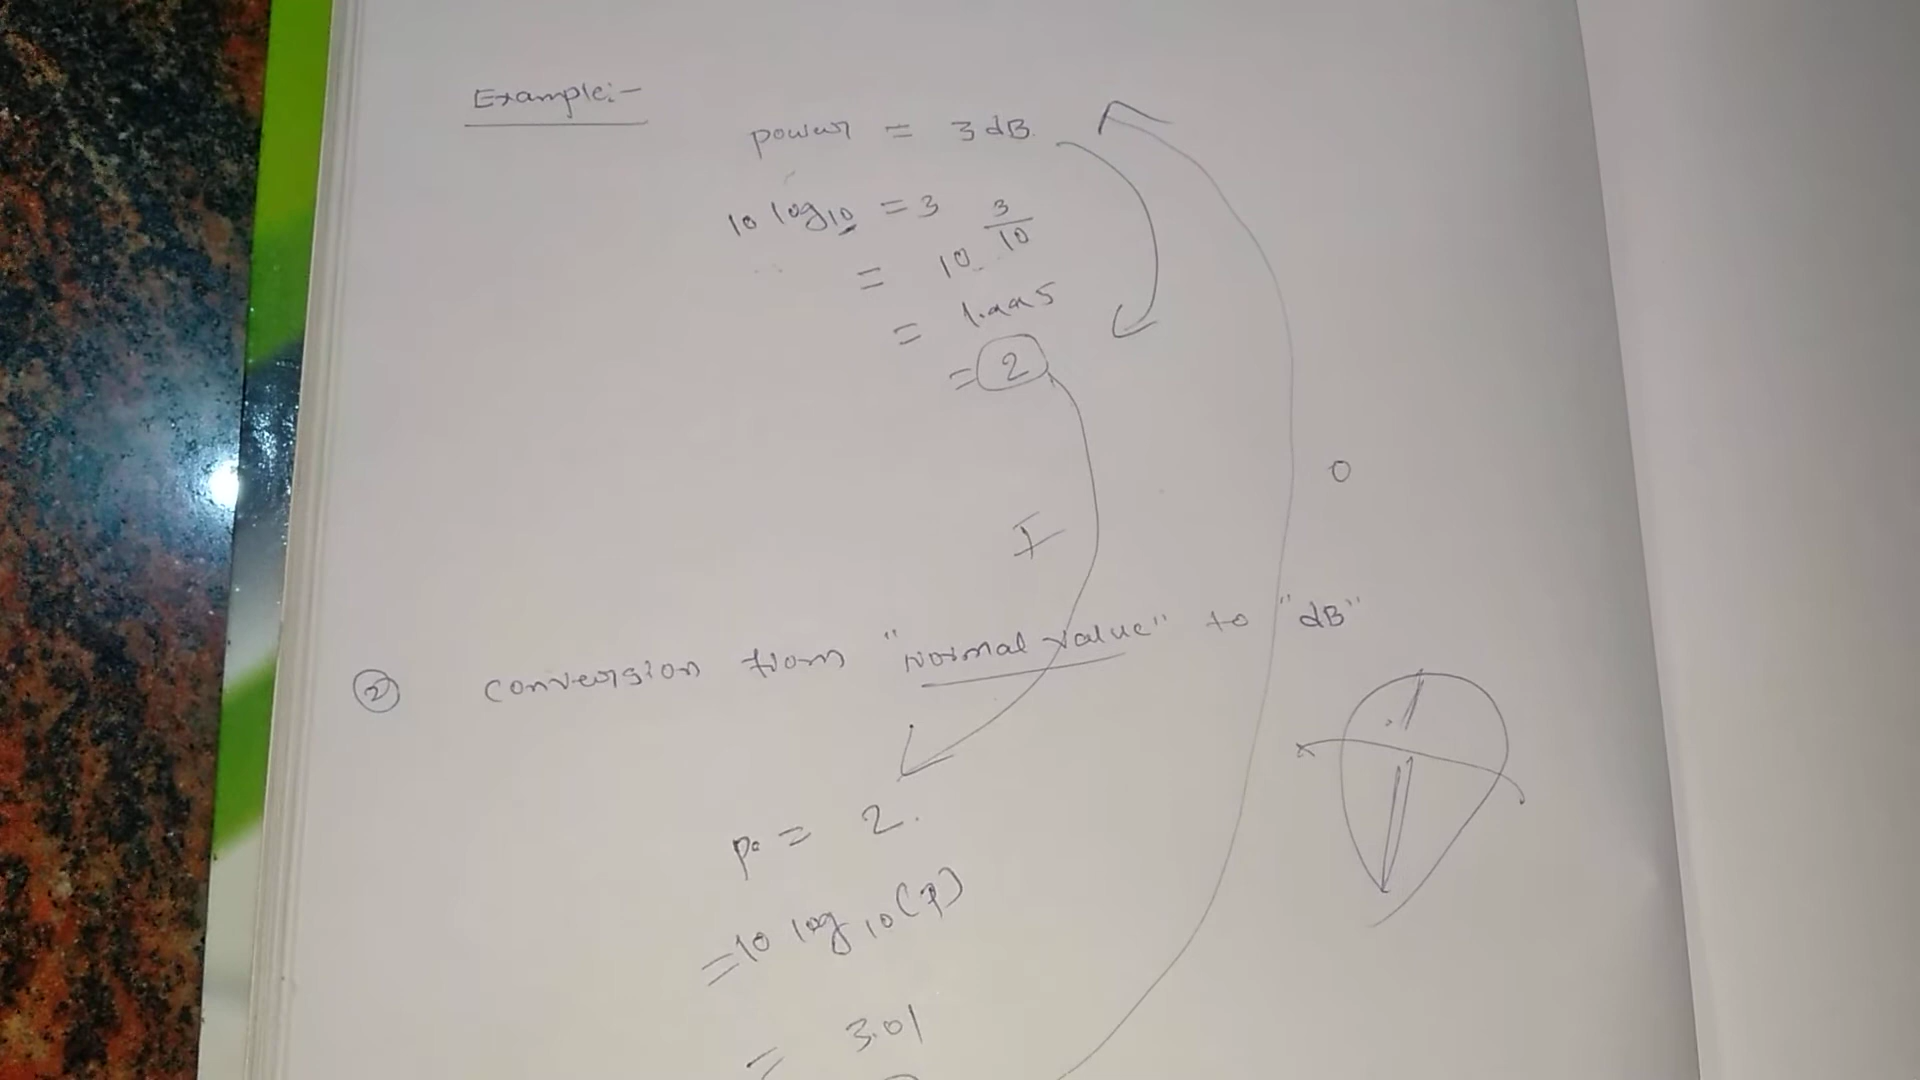 Example:-
power = 3 dB.
10 log10 = 3
= 10 3/10
= 1.995
= 2
I
0
② conversion from "Normal value" to "dB"
p. = 2.
=10 log10(P)
= 3.01